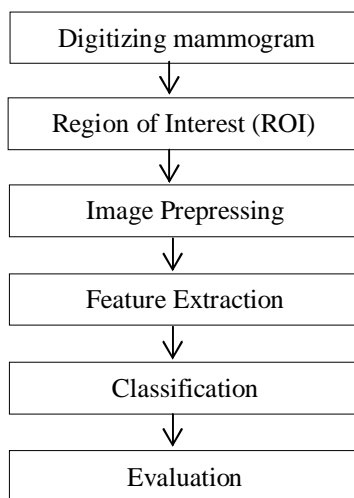 Digitizing mammogram
Region of Interest (ROI)
Image Prepressing
Feature Extraction
Classification
Evaluation